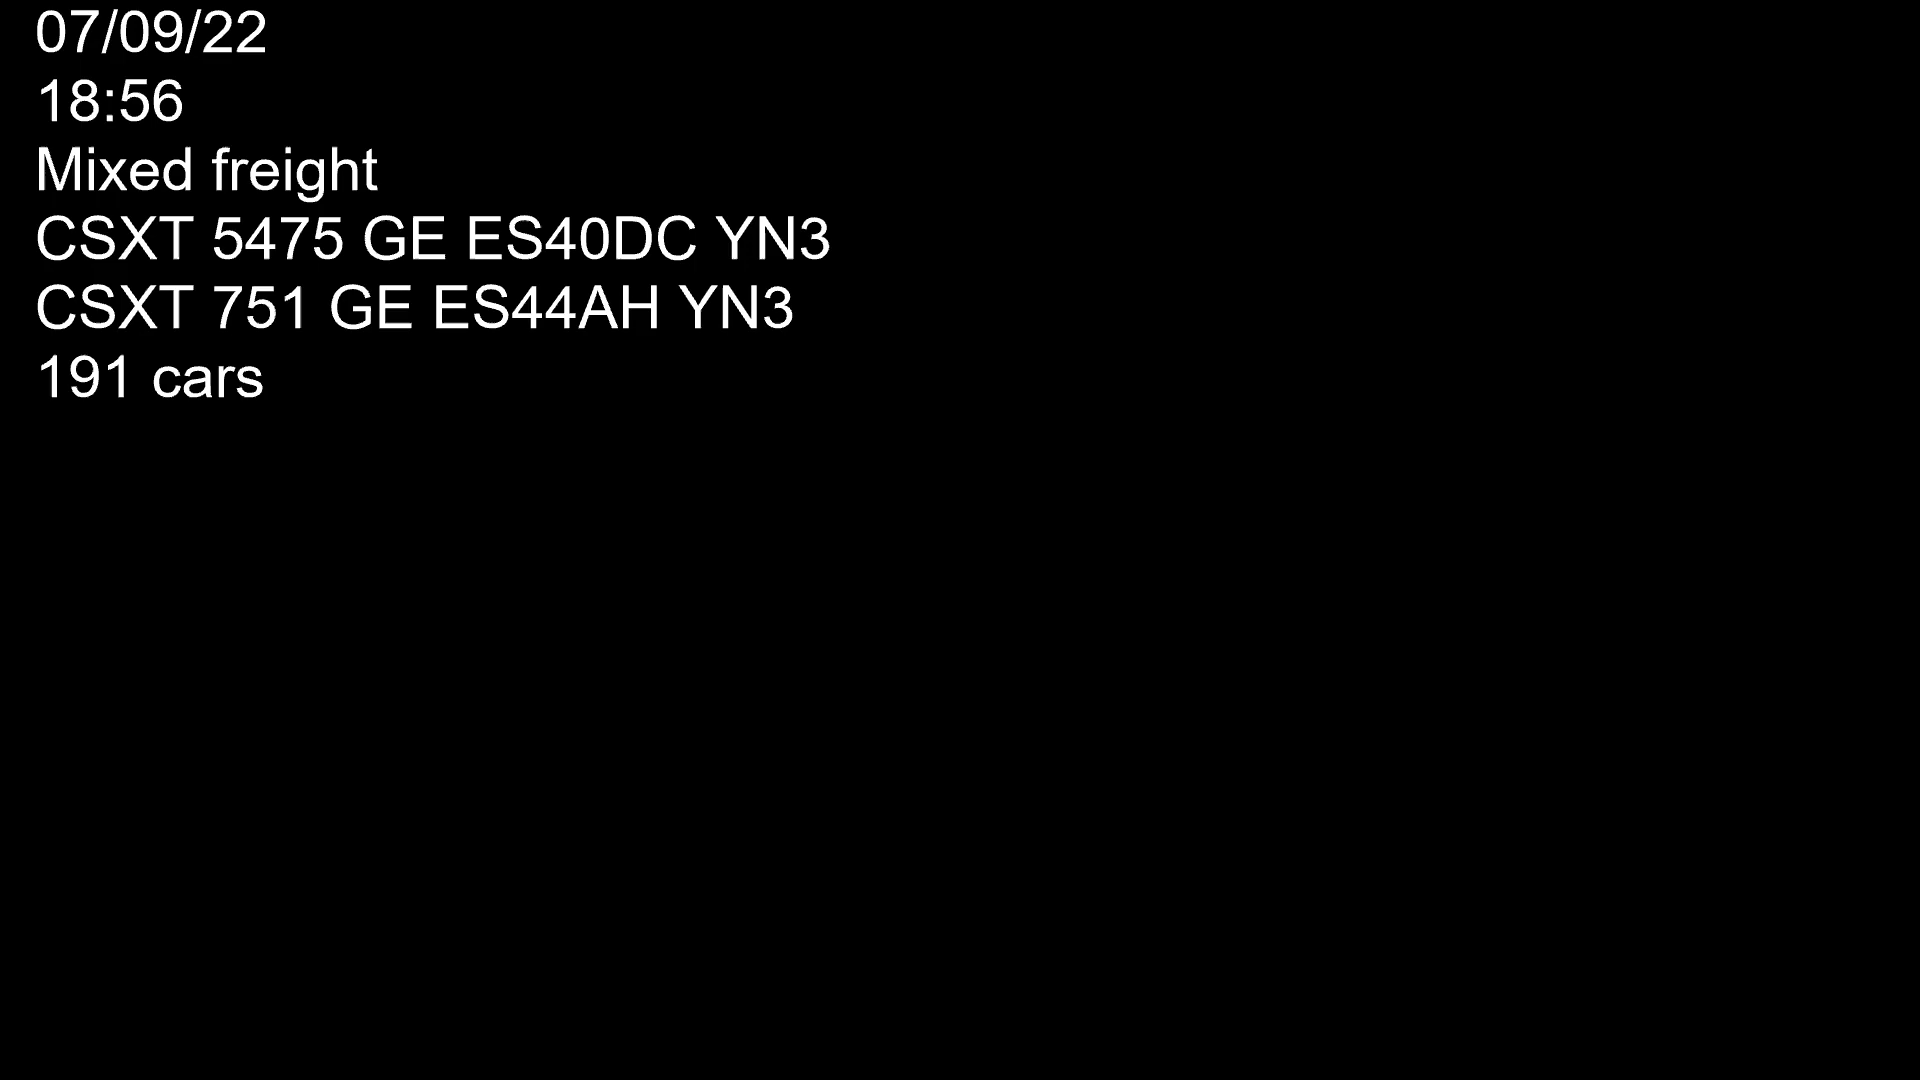 07/09/22
18:56
Mixed freight
CSXT 5475 GE ES40DC YN3
CSXT 751 GE ES44AH YN3
191 cars